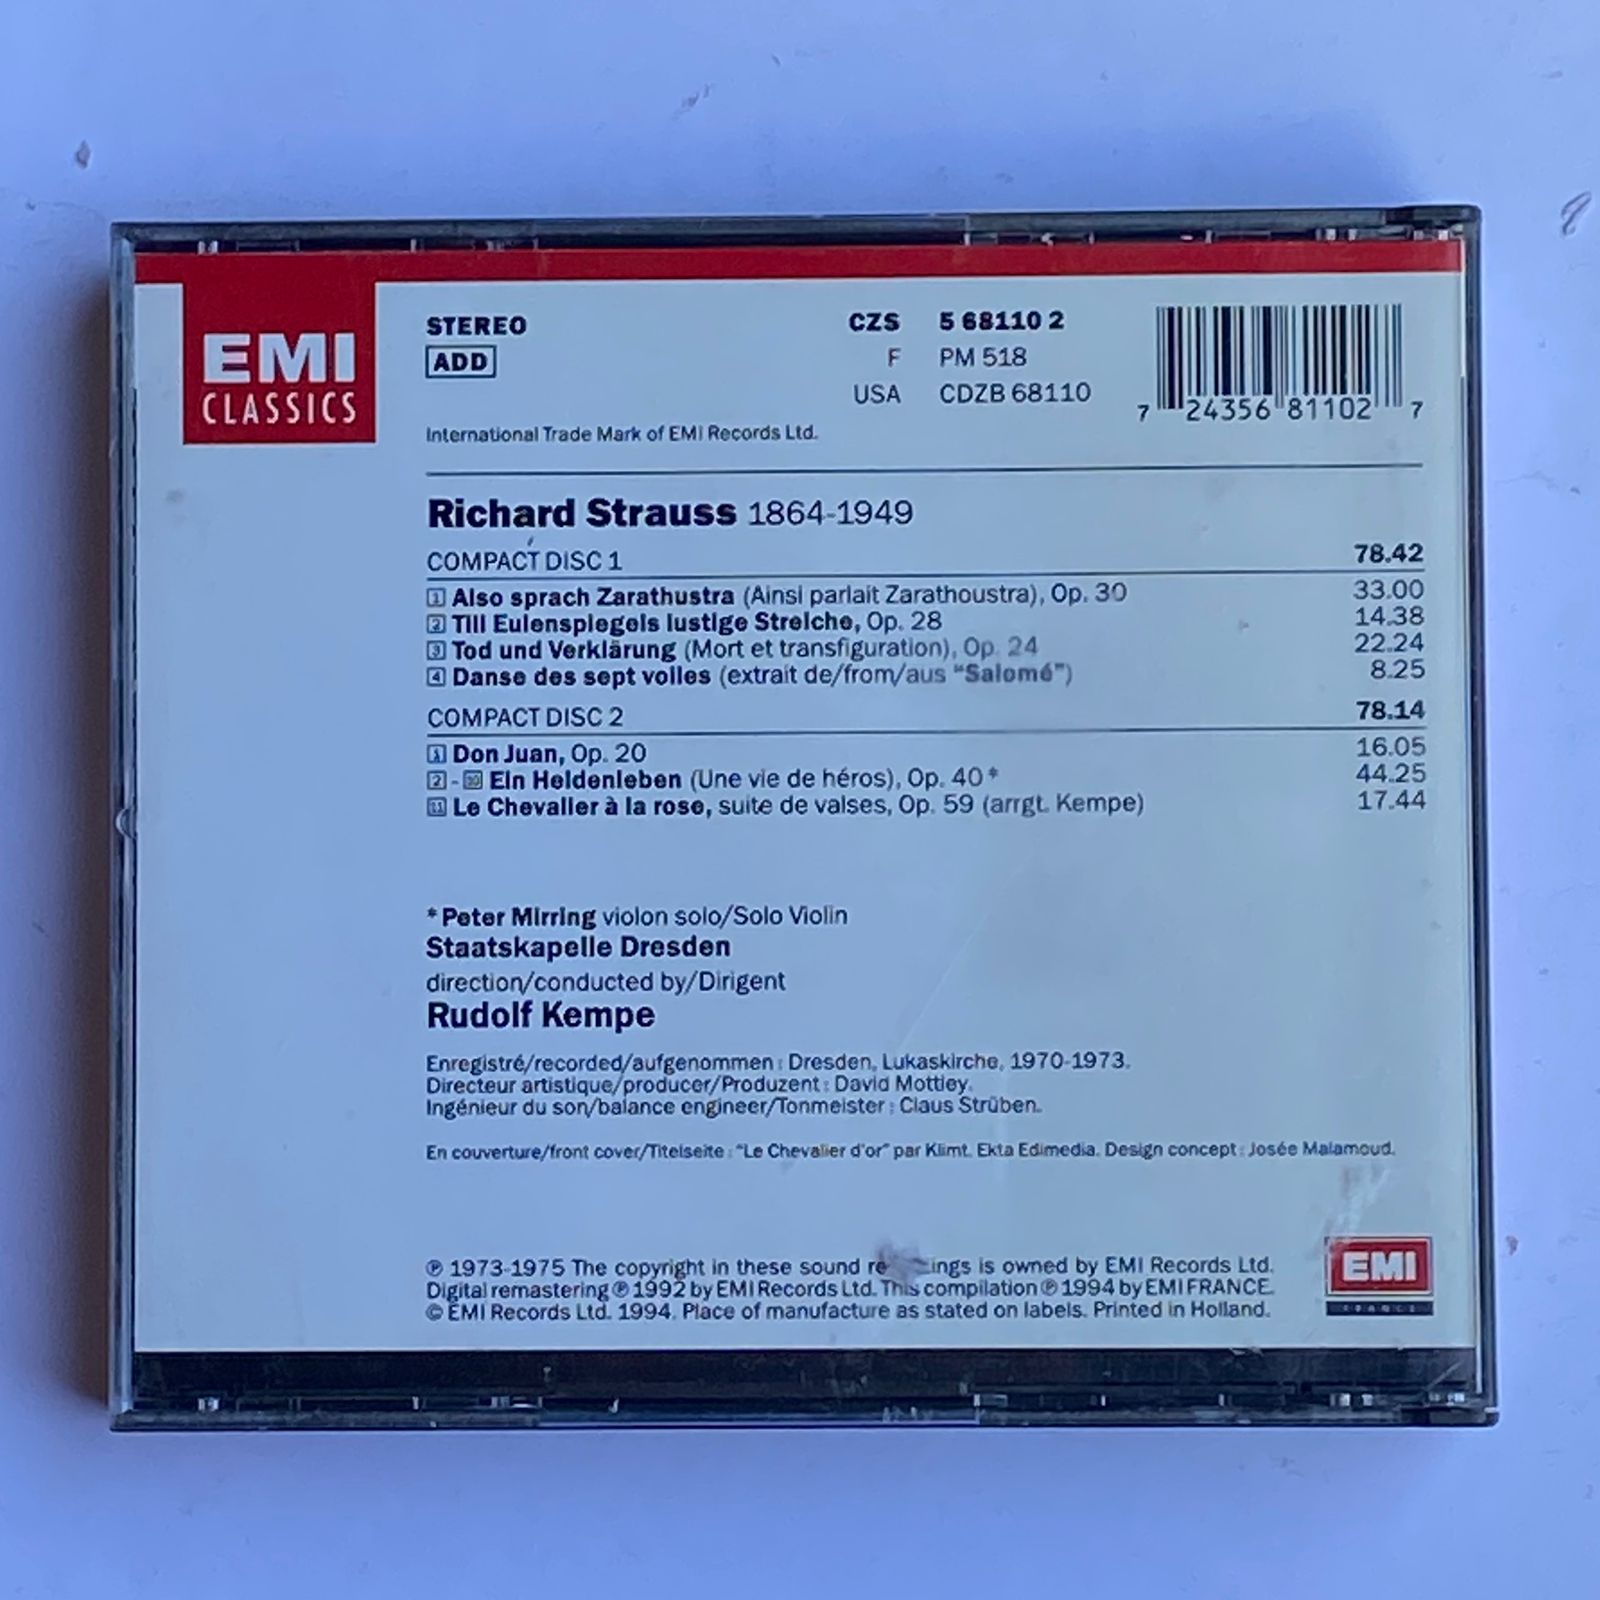 EMI
CLASSICS
STEREO
ADD
International Trade Mark of EMI Records Ltd.
CZS 5 68110 2
F PM 518
USA CDZB 68110
7 24356 81102 7
Richard Strauss 1864-1949
COMPACT DISC 1 78.42
1 Also sprach Zarathustra (Ainsi parlait Zarathoustra), Op. 30 33.00
2 Till Eulenspiegels lustige Streiche, Op. 28 14.38
3 Tod und Verklärung (Mort et transfiguration), Op. 24 22.24
4 Danse des sept voiles (extrait de/from/aus "Salomé") 8.25
COMPACT DISC 2 78.14
1 Don Juan, Op. 20 16.05
2 - 10 Ein Heldenleben (Une vie de héros), Op. 40* 44.25
11 Le Chevalier à la rose, suite de valses, Op. 59 (arrgt. Kempe) 17.44
* Peter Mirring violon solo/Solo Violin
Staatskapelle Dresden
direction/conducted by/Dirigent
Rudolf Kempe
Enregistré/recorded/aufgenommen : Dresden, Lukaskirche, 1970-1973.
Directeur artistique/producer/Produzent : David Mottley.
Ingénieur du son/balance engineer/Tonmeister : Claus Strüben.
En couverture/front cover/Titelseite : "Le Chevalier d'or" par Klimt. Ekta Edimedia. Design concept : Josée Malamoud.
℗ 1973-1975 The copyright in these sound is owned by EMI Records Ltd.
Digital remastering ℗ 1992 by EMI Records Ltd. This compilation ℗ 1994 by EMI FRANCE.
© EMI Records Ltd. 1994. Place of manufacture as stated on labels. Printed in Holland.
EMI
FRANCE